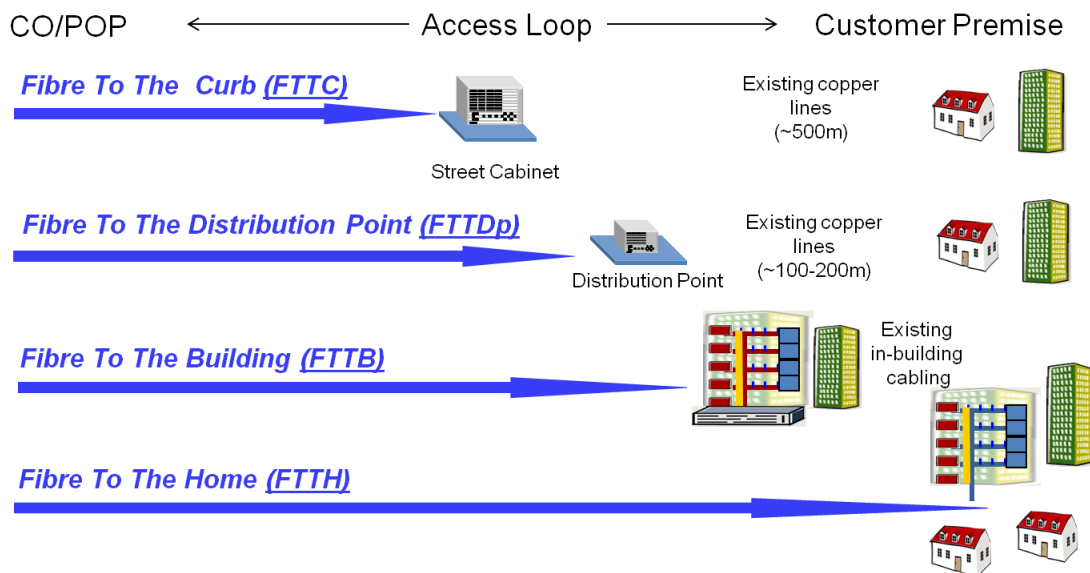 CO/POP
Access Loop
Customer Premise
Fibre To The Curb (FTTC)
Existing copper
lines
(~500m)
Street Cabinet
Fibre To The Distribution Point (FTTDp)
Existing copper
lines
(~100-200m)
Distribution Point
Fibre To The Building (FTTB)
Existing
in-building
cabling
Fibre To The Home (FTTH)